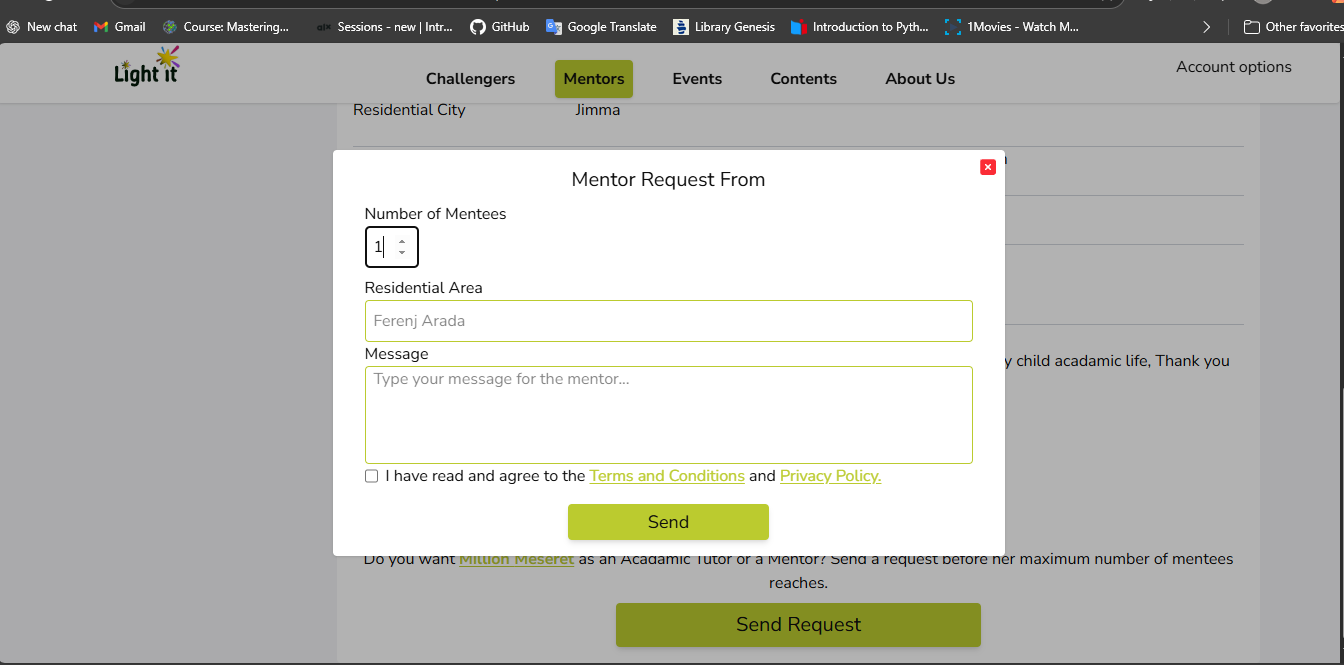 New chat
Gmail
Course: Mastering...
Sessions - new | Intr...
GitHub
Google Translate
Library Genesis
Introduction to Pyth...
1Movies - Watch M...
Other favorites
Light it
Challengers
Mentors
Events
Contents
About Us
Account options
Residential City
Jimma
Mentor Request From
Number of Mentees
1
Residential Area
Ferenj Arada
Message
Type your message for the mentor...
child acadamic life, Thank you
I have read and agree to the Terms and Conditions and Privacy Policy.
Send
Do you want Million Meseret as an Acadamic Tutor or a Mentor? Send a request before her maximum number of mentees
reaches.
Send Request